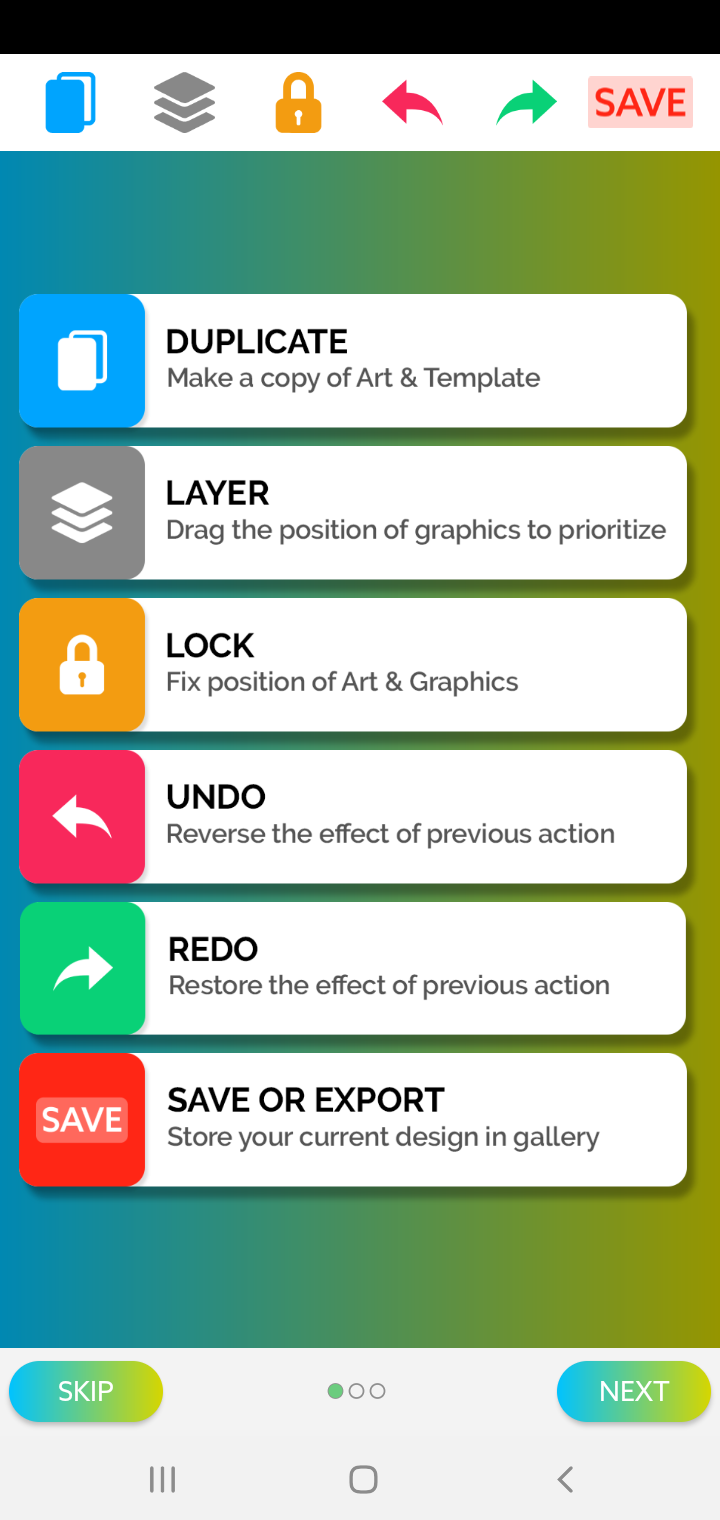 SAVE
DUPLICATE
Make a copy of Art & Template
LAYER
Drag the position of graphics to prioritize
LOCK
Fix position of Art & Graphics
UNDO
Reverse the effect of previous action
REDO
Restore the effect of previous action
SAVE
SAVE OR EXPORT
Store your current design in gallery
SKIP
NEXT